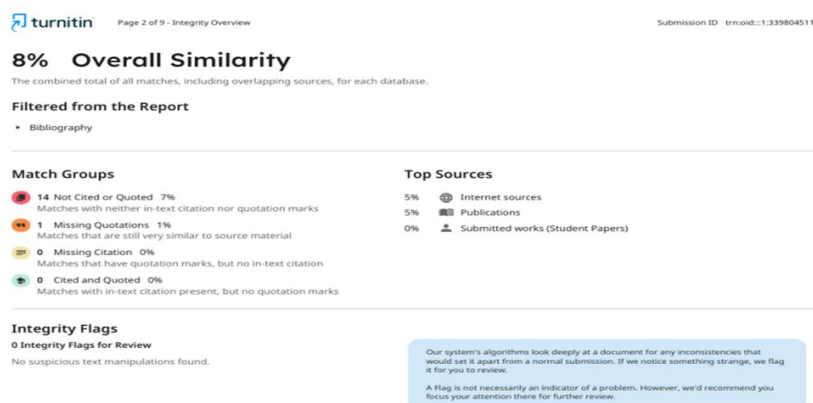 turnitin
Page 2 of 9 - Integrity Overview
Submission ID trn:oid:::1:339804511
8% Overall Similarity
The combined total of all matches, including overlapping sources, for each database.
Filtered from the Report
Bibliography
Match Groups
14 Not Cited or Quoted 7%
Matches with neither in-text citation nor quotation marks
1 Missing Quotations 1%
Matches that are still very similar to source material
0 Missing Citation 0%
Matches that have quotation marks, but no in-text citation
0 Cited and Quoted 0%
Matches with in-text citation present, but no quotation marks
Top Sources
5% Internet sources
5% Publications
0% Submitted works (Student Papers)
Integrity Flags
0 Integrity Flags for Review
No suspicious text manipulations found.
Our system's algorithms look deeply at a document for any inconsistencies that
would set it apart from a normal submission. If we notice something strange, we flag
it for you to review.
A Flag is not necessarily an indicator of a problem. However, we'd recommend you
focus your attention there for further review.